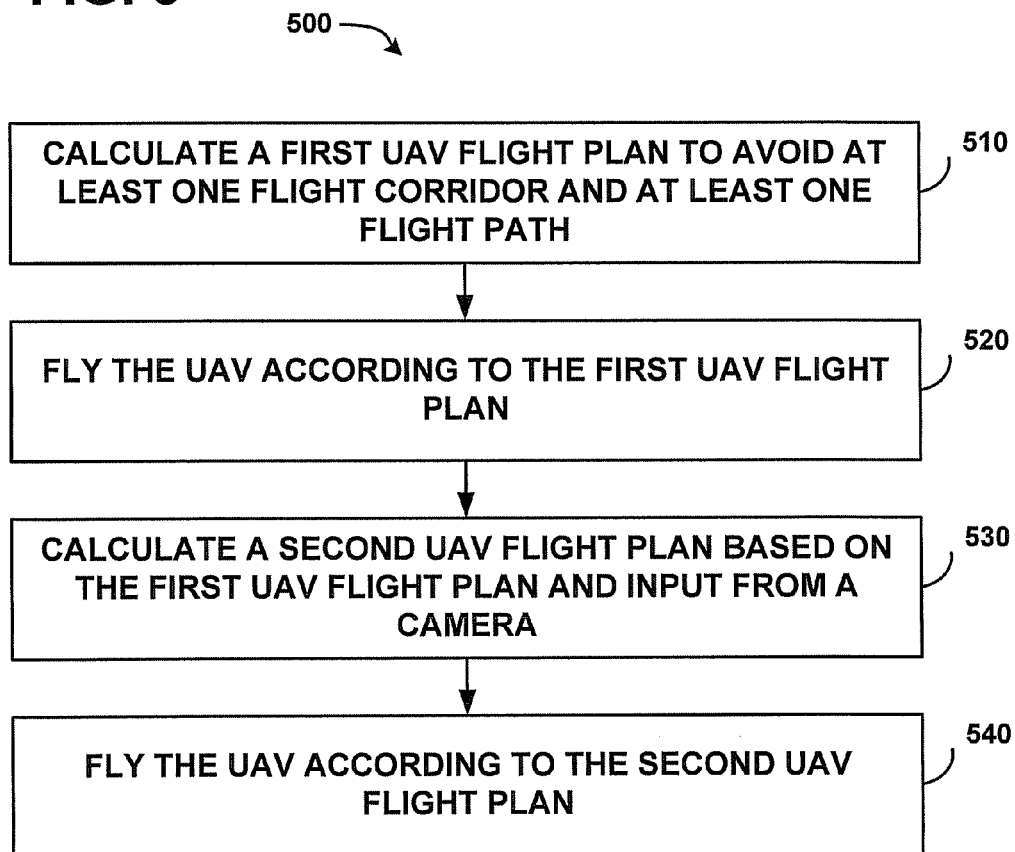 500
CALCULATE A FIRST UAV FLIGHT PLAN TO AVOID AT
LEAST ONE FLIGHT CORRIDOR AND AT LEAST ONE
FLIGHT PATH
510
FLY THE UAV ACCORDING TO THE FIRST UAV FLIGHT
PLAN
520
CALCULATE A SECOND UAV FLIGHT PLAN BASED ON
THE FIRST UAV FLIGHT PLAN AND INPUT FROM A
CAMERA
530
FLY THE UAV ACCORDING TO THE SECOND UAV
FLIGHT PLAN
540